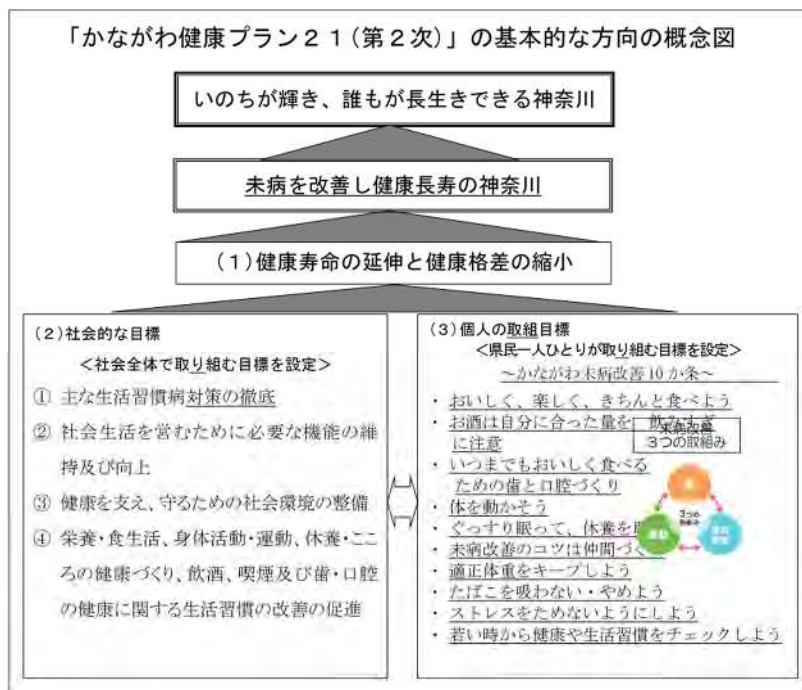 「かながわ健康プラン２１（第２次）」の基本的な方向の概念図
いのちが輝き、誰もが長生きできる神奈川
未病を改善し健康長寿の神奈川
（１）健康寿命の延伸と健康格差の縮小
（２）社会的な目標
＜社会全体で取り組む目標を設定＞
① 主な生活習慣病対策の徹底
② 社会生活を営むために必要な機能の維
持及び向上
③ 健康を支え、守るための社会環境の整備
④ 栄養・食生活、身体活動・運動、休養・ここ
ろの健康づくり、飲酒、喫煙及び歯・口腔
の健康に関する生活習慣の改善の促進
（３）個人の取組目標
＜県民一人ひとりが取り組む目標を設定＞
～かながわ未病改善10か条～
・ おいしく、楽しく、きちんと食べよう
・ お酒は自分に合った量を、飲みすぎ
に注意
・ いつまでもおいしく食べる
ための歯と口腔づくり
・ 体を動かそう
・ ぐっすり眠って、休養を
・ 未病改善のコツは仲間づく
・ 適正体重をキープしよう
・ たばこを吸わない・やめよう
・ ストレスをためないようにしよう
・ 若い時から健康や生活習慣をチェックしよう
未病改善
３つの取組み
食
3つの
取組み
運動